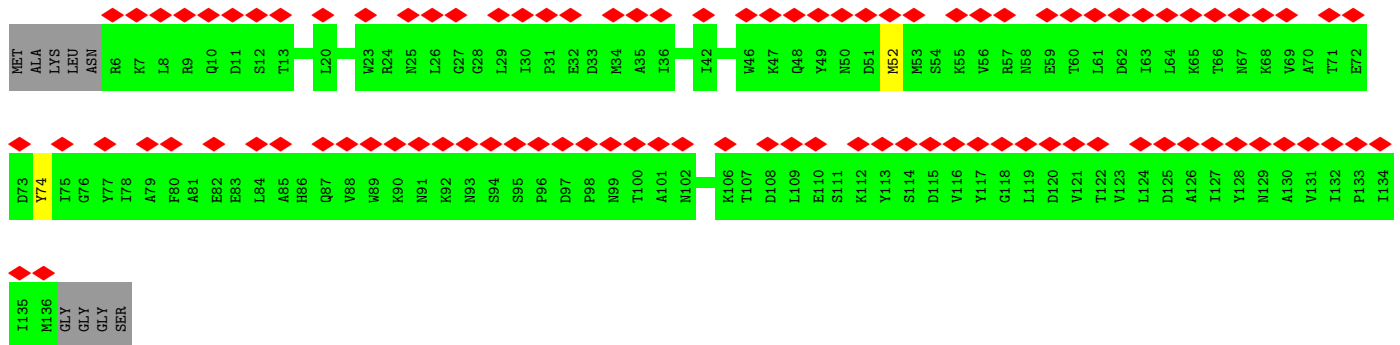 MET ALA LYS LEU ASN R6 K7 L8 R9 Q10 D11 S12 T13 L20 W23 R24 N25 L26 G27 G28 L29 I30 P31 E32 D33 M34 A35 I36 I42 W46 K47 Q48 Y49 N50 D51 M52 M53 S54 K55 V56 R57 N58 E59 T60 L61 D62 I63 L64 K65 T66 N67 K68 V69 A70 T71 E72
D73 Y74 I75 G76 Y77 I78 A79 F80 A81 E82 E83 L84 A85 H86 Q87 V88 W89 K90 N91 K92 N93 S94 S95 P96 D97 P98 N99 T100 A101 N102 K106 T107 D108 L109 E110 S111 K112 Y113 S114 D115 V116 Y117 G118 L119 D120 V121 T122 V123 L124 D125 A126 I127 Y128 N129 A130 V131 I132 P133 I134
I135 M136 GLY GLY GLY SER